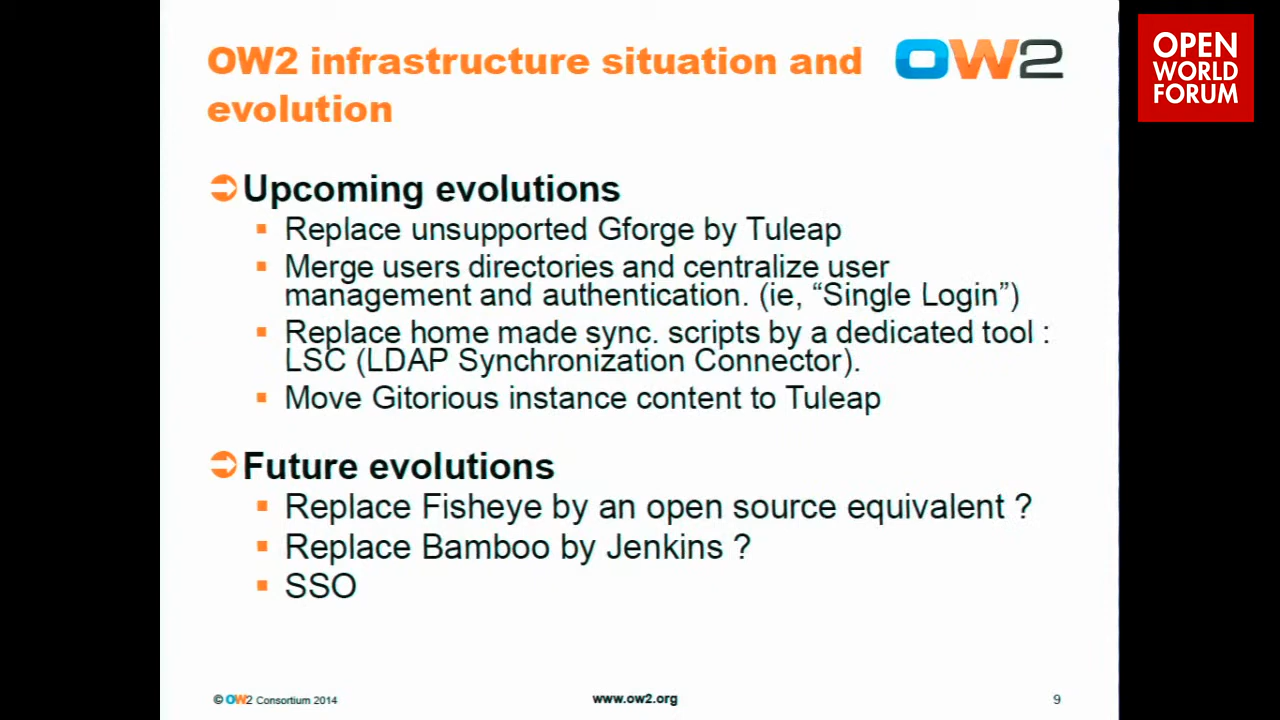 OW2 infrastructure situation and
evolution
OW2
OPEN
WORLD
FORUM
Upcoming evolutions
Replace unsupported Gforge by Tuleap
Merge users directories and centralize user
management and authentication. (ie, “Single Login”)
Replace home made sync. scripts by a dedicated tool :
LSC (LDAP Synchronization Connector).
Move Gitorious instance content to Tuleap
Future evolutions
Replace Fisheye by an open source equivalent ?
Replace Bamboo by Jenkins ?
SSO
© OW2 Consortium 2014
www.ow2.org
9